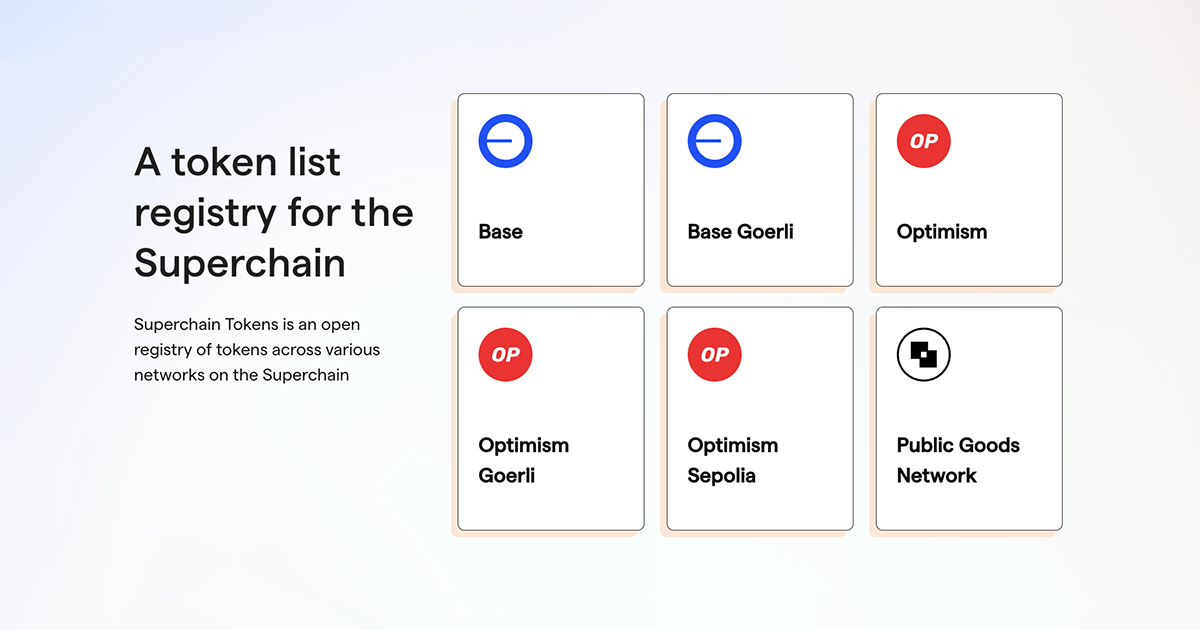 A token list
registry for the
Superchain
Superchain Tokens is an open
registry of tokens across various
networks on the Superchain
Base
Base Goerli
OP
Optimism
OP
Optimism
Goerli
OP
Optimism
Sepolia
Public Goods
Network